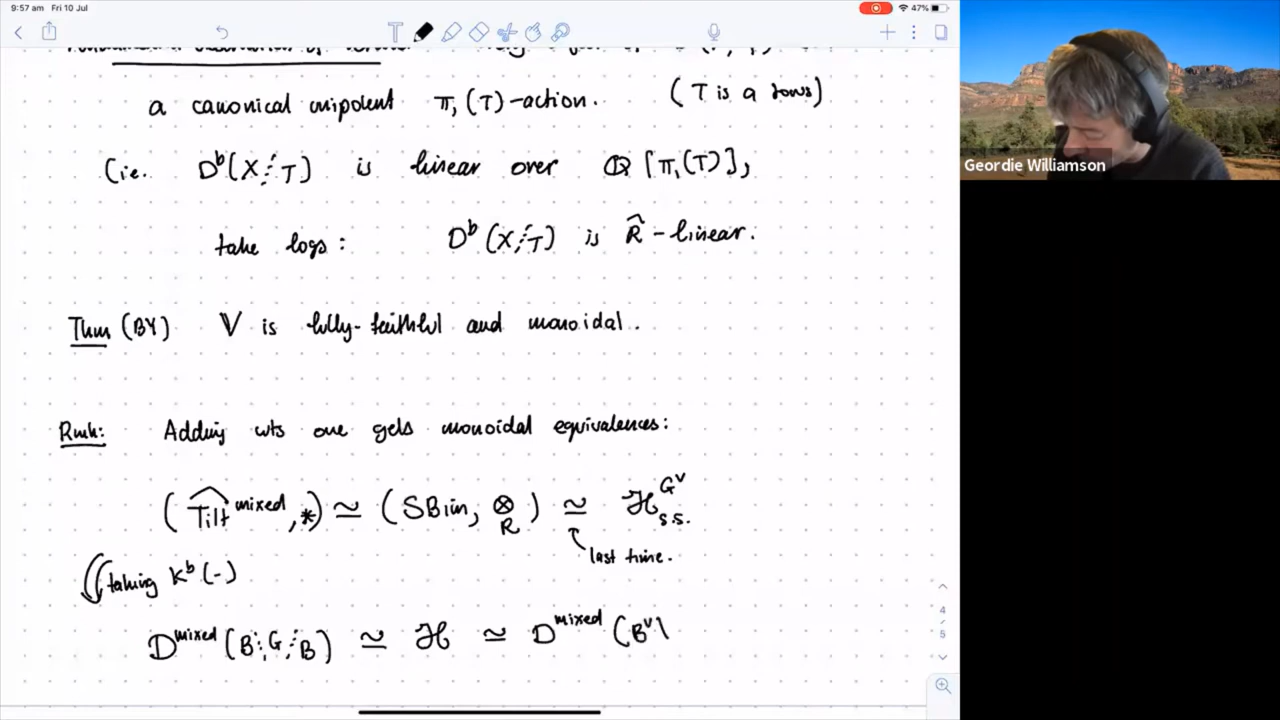 9:57 am Fri 10 Jul
47%
a canonical unipotent π₁(T)-action. (T is a torus)
(i.e. Dᵇ(X⋮T) is linear over ℚ[π₁(T)],
take logs: Dᵇ(X⋮T) is R̂-linear.
Thm (BY) 𝕍 is fully-faithful and monoidal.
Rmk: Adding wts one gets monoidal equivalences:
(T̂ilt^mixed, *) ≃ (SBim, ⊗_R) ≃ ℋ^{G^∨}_{s.s.}
last time.
taking Kᵇ(-)
D^mixed(B⋮G⋮B) ≃ ℋ ≃ D^mixed(B^∨\
Geordie Williamson
4
5